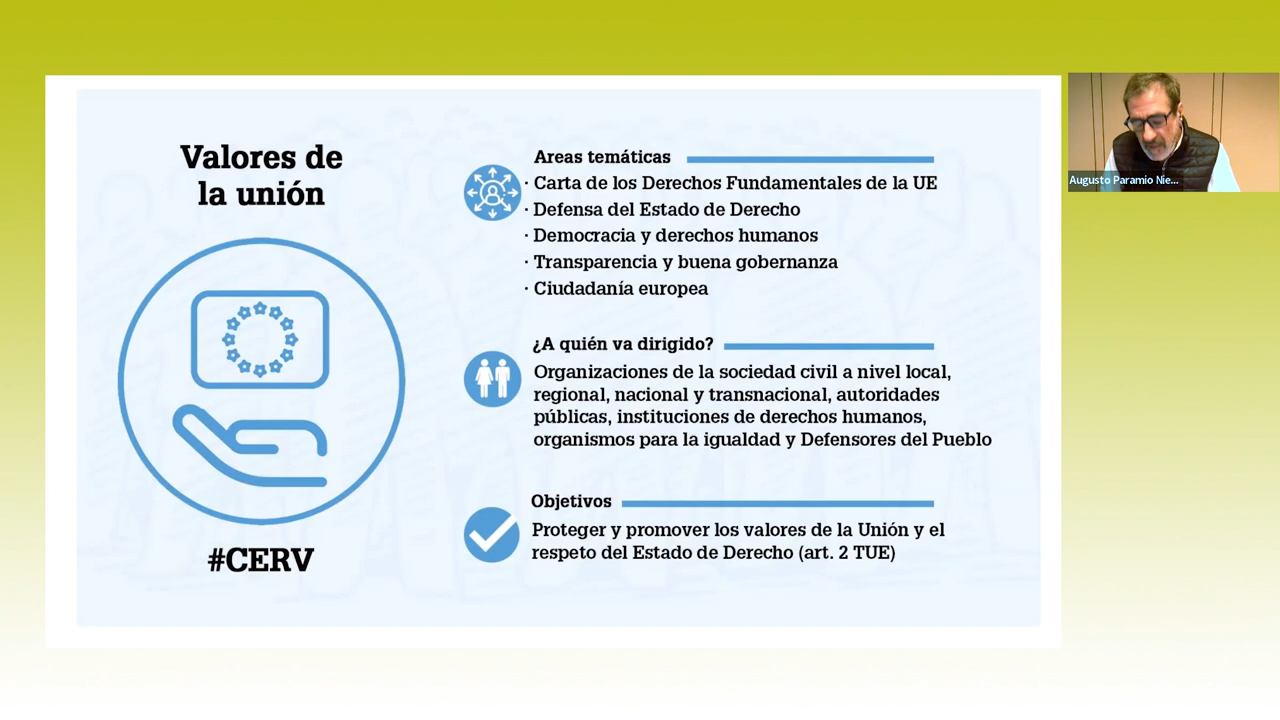 Valores de
la unión
#CERV
Areas temáticas
· Carta de los Derechos Fundamentales de la UE
· Defensa del Estado de Derecho
· Democracia y derechos humanos
· Transparencia y buena gobernanza
· Ciudadanía europea
¿A quién va dirigido?
Organizaciones de la sociedad civil a nivel local,
regional, nacional y transnacional, autoridades
públicas, instituciones de derechos humanos,
organismos para la igualdad y Defensores del Pueblo
Objetivos
Proteger y promover los valores de la Unión y el
respeto del Estado de Derecho (art. 2 TUE)
Augusto Paramio Nie...